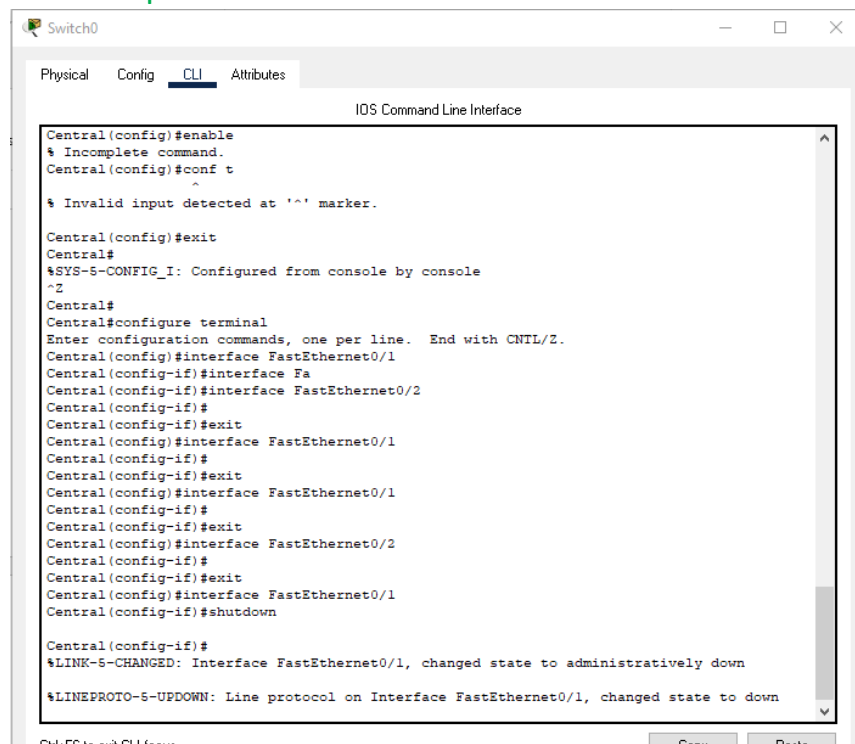 Switch0
Physical Config CLI Attributes
IOS Command Line Interface
Central(config)#enable
% Incomplete command.
Central(config)#conf t
^
% Invalid input detected at '^' marker.
Central(config)#exit
Central#
%SYS-5-CONFIG_I: Configured from console by console
^Z
Central#
Central#configure terminal
Enter configuration commands, one per line. End with CNTL/Z.
Central(config)#interface FastEthernet0/1
Central(config-if)#interface Fa
Central(config-if)#interface FastEthernet0/2
Central(config-if)#
Central(config-if)#exit
Central(config)#interface FastEthernet0/1
Central(config-if)#
Central(config-if)#exit
Central(config)#interface FastEthernet0/1
Central(config-if)#
Central(config-if)#exit
Central(config)#interface FastEthernet0/2
Central(config-if)#
Central(config-if)#exit
Central(config)#interface FastEthernet0/1
Central(config-if)#shutdown
Central(config-if)#
%LINK-5-CHANGED: Interface FastEthernet0/1, changed state to administratively down
%LINEPROTO-5-UPDOWN: Line protocol on Interface FastEthernet0/1, changed state to down
Ctrl+F6 to exit CLI focus
Copy Paste